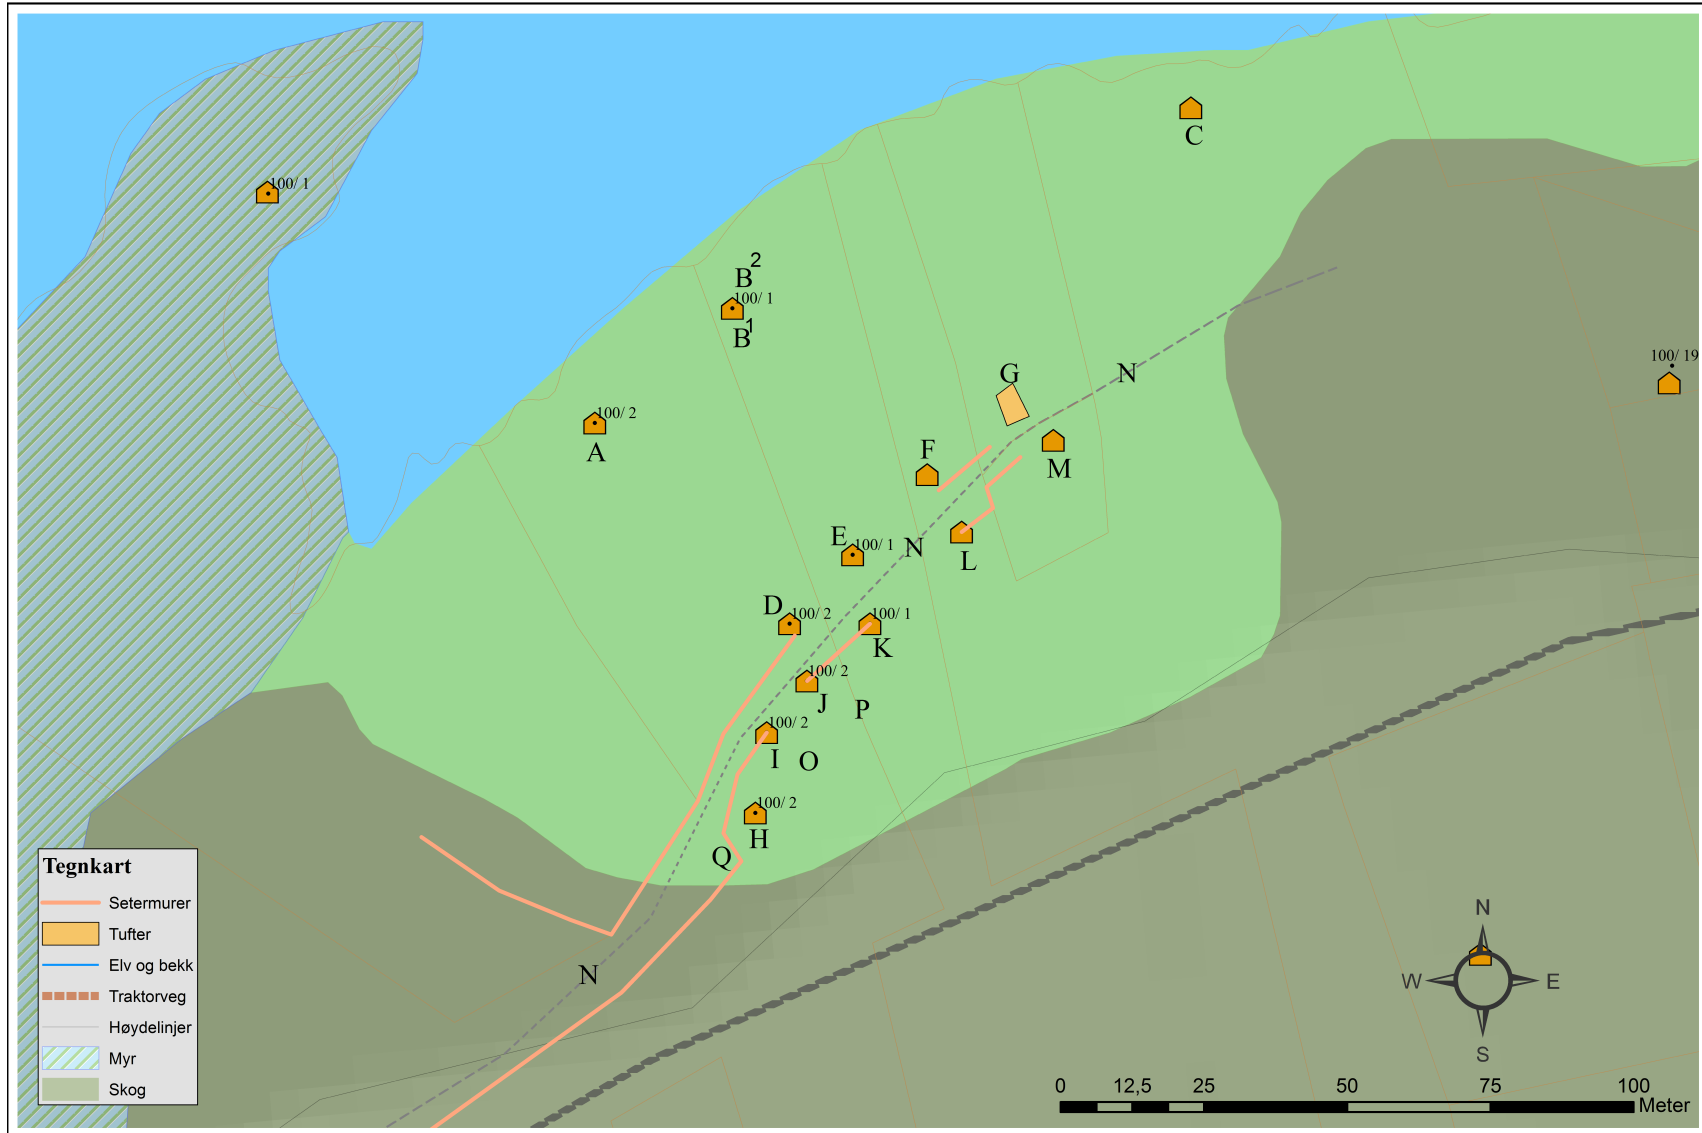 C
100/ 1
B2
100/ 1
B1
100/ 19
G
N
100/ 2
A
F
M
E
100/ 1
N
L
D
100/ 2
100/ 1
K
100/ 2
J
P
100/ 2
I
O
100/ 2
H
Q
N
Tegnkart
Setermurer
Tufter
Elv og bekk
Traktorveg
Høydelinjer
Myr
Skog
N
W
E
S
0 12,5 25 50 75 100
Meter